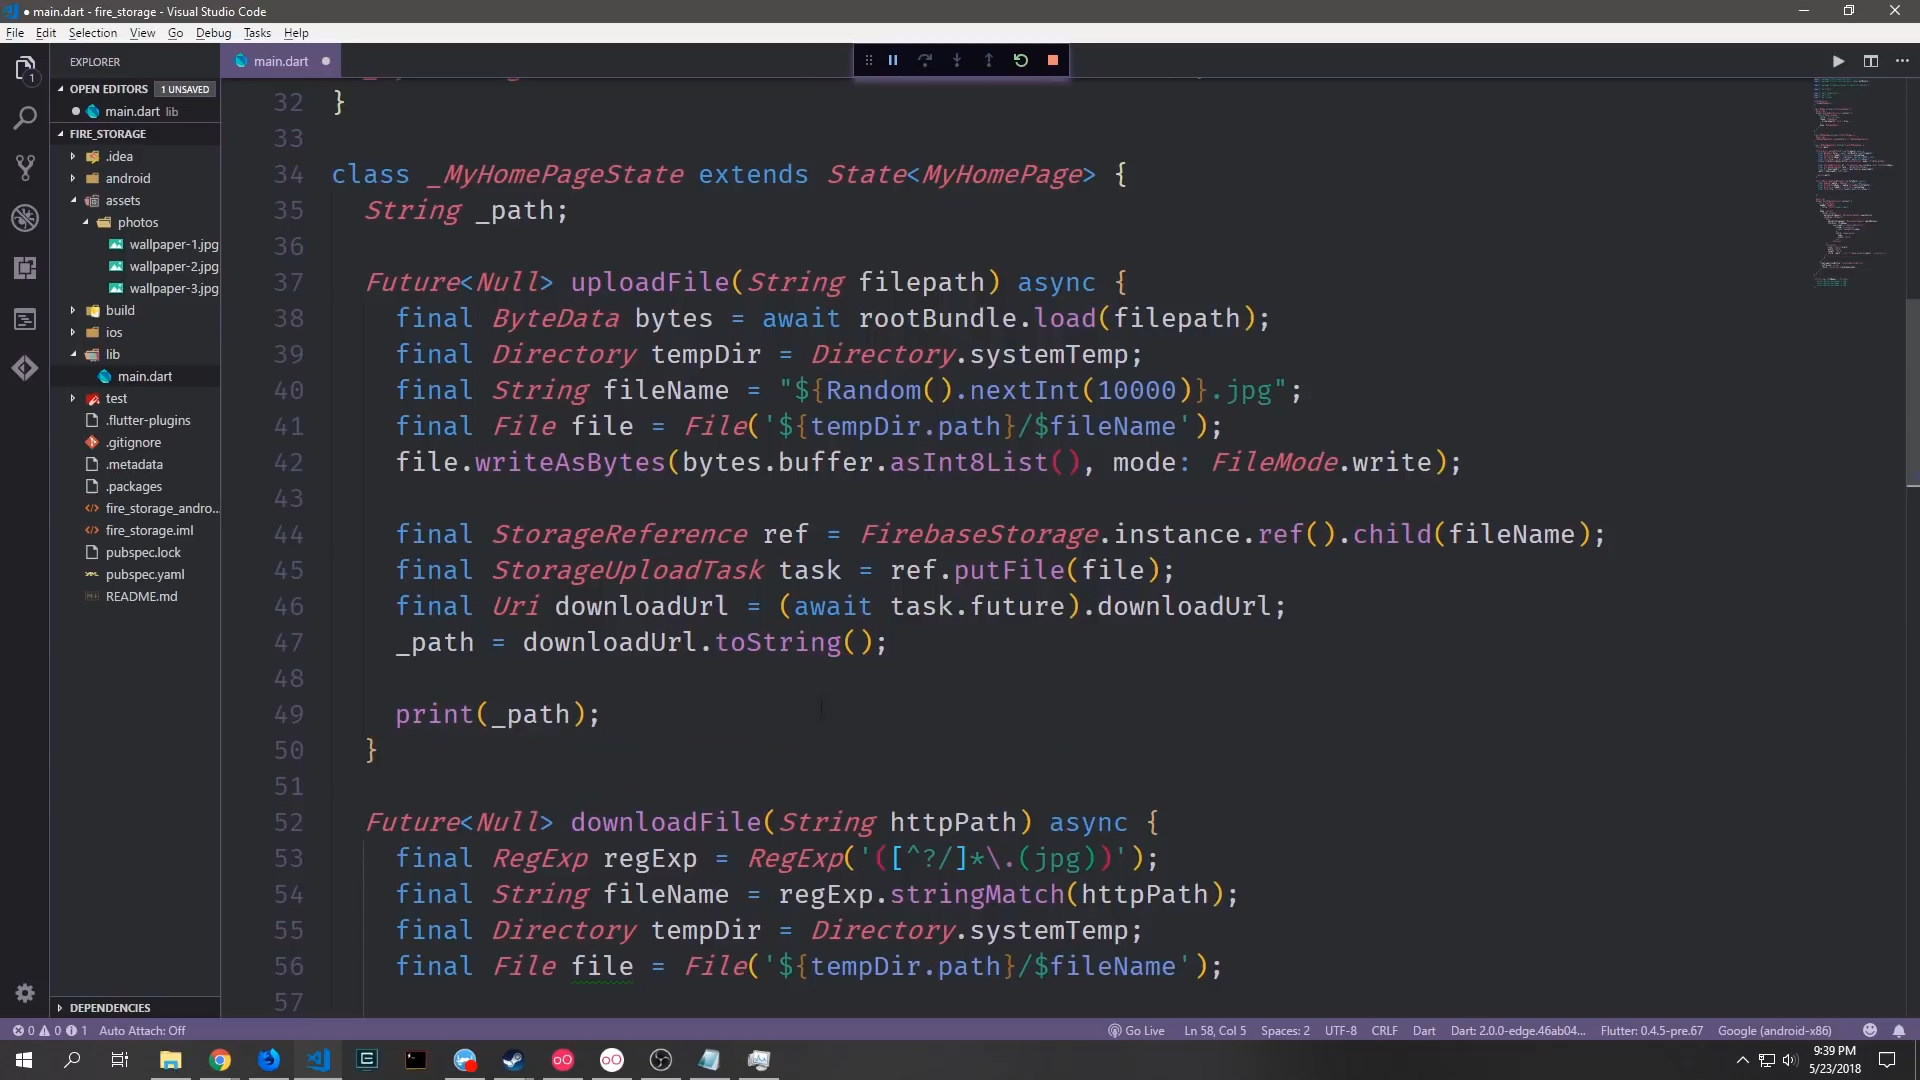 ● main.dart - fire_storage - Visual Studio Code
File Edit Selection View Go Debug Tasks Help
EXPLORER
main.dart
OPEN EDITORS 1 UNSAVED
main.dart lib
FIRE_STORAGE
.idea
android
assets
photos
wallpaper-1.jpg
wallpaper-2.jpg
wallpaper-3.jpg
build
ios
lib
main.dart
test
.flutter-plugins
.gitignore
.metadata
.packages
fire_storage_andro...
fire_storage.iml
pubspec.lock
pubspec.yaml
README.md
DEPENDENCIES
1
32 }
33
34 class _MyHomePageState extends State<MyHomePage> {
35 String _path;
36
37 Future<Null> uploadFile(String filepath) async {
38 final ByteData bytes = await rootBundle.load(filepath);
39 final Directory tempDir = Directory.systemTemp;
40 final String fileName = "${Random().nextInt(10000)}.jpg";
41 final File file = File('${tempDir.path}/$fileName');
42 file.writeAsBytes(bytes.buffer.asInt8List(), mode: FileMode.write);
43
44 final StorageReference ref = FirebaseStorage.instance.ref().child(fileName);
45 final StorageUploadTask task = ref.putFile(file);
46 final Uri downloadUrl = (await task.future).downloadUrl;
47 _path = downloadUrl.toString();
48
49 print(_path);
50 }
51
52 Future<Null> downloadFile(String httpPath) async {
53 final RegExp regExp = RegExp('([^?/]*\.(jpg))');
54 final String fileName = regExp.stringMatch(httpPath);
55 final Directory tempDir = Directory.systemTemp;
56 final File file = File('${tempDir.path}/$fileName');
57
0 0 1 Auto Attach: Off Go Live Ln 58, Col 5 Spaces: 2 UTF-8 CRLF Dart Dart: 2.0.0-edge.46ab04... Flutter: 0.4.5-pre.67 Google (android-x86)
9:39 PM
5/23/2018